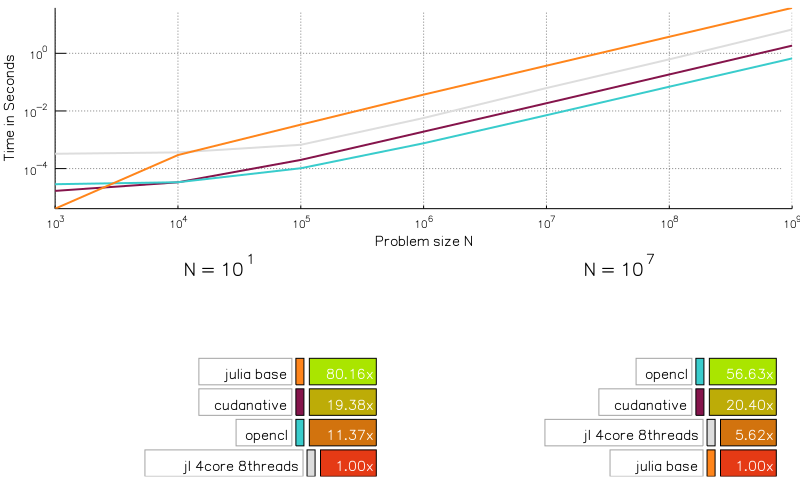 Time in Seconds
10^0
10^-2
10^-4
10^3 10^4 10^5 10^6 10^7 10^8 10^9
Problem size N
N = 10^1
julia base 80.16x
cudanative 19.38x
opencl 11.37x
jl 4core 8threads 1.00x
N = 10^7
opencl 56.63x
cudanative 20.40x
jl 4core 8threads 5.62x
julia base 1.00x